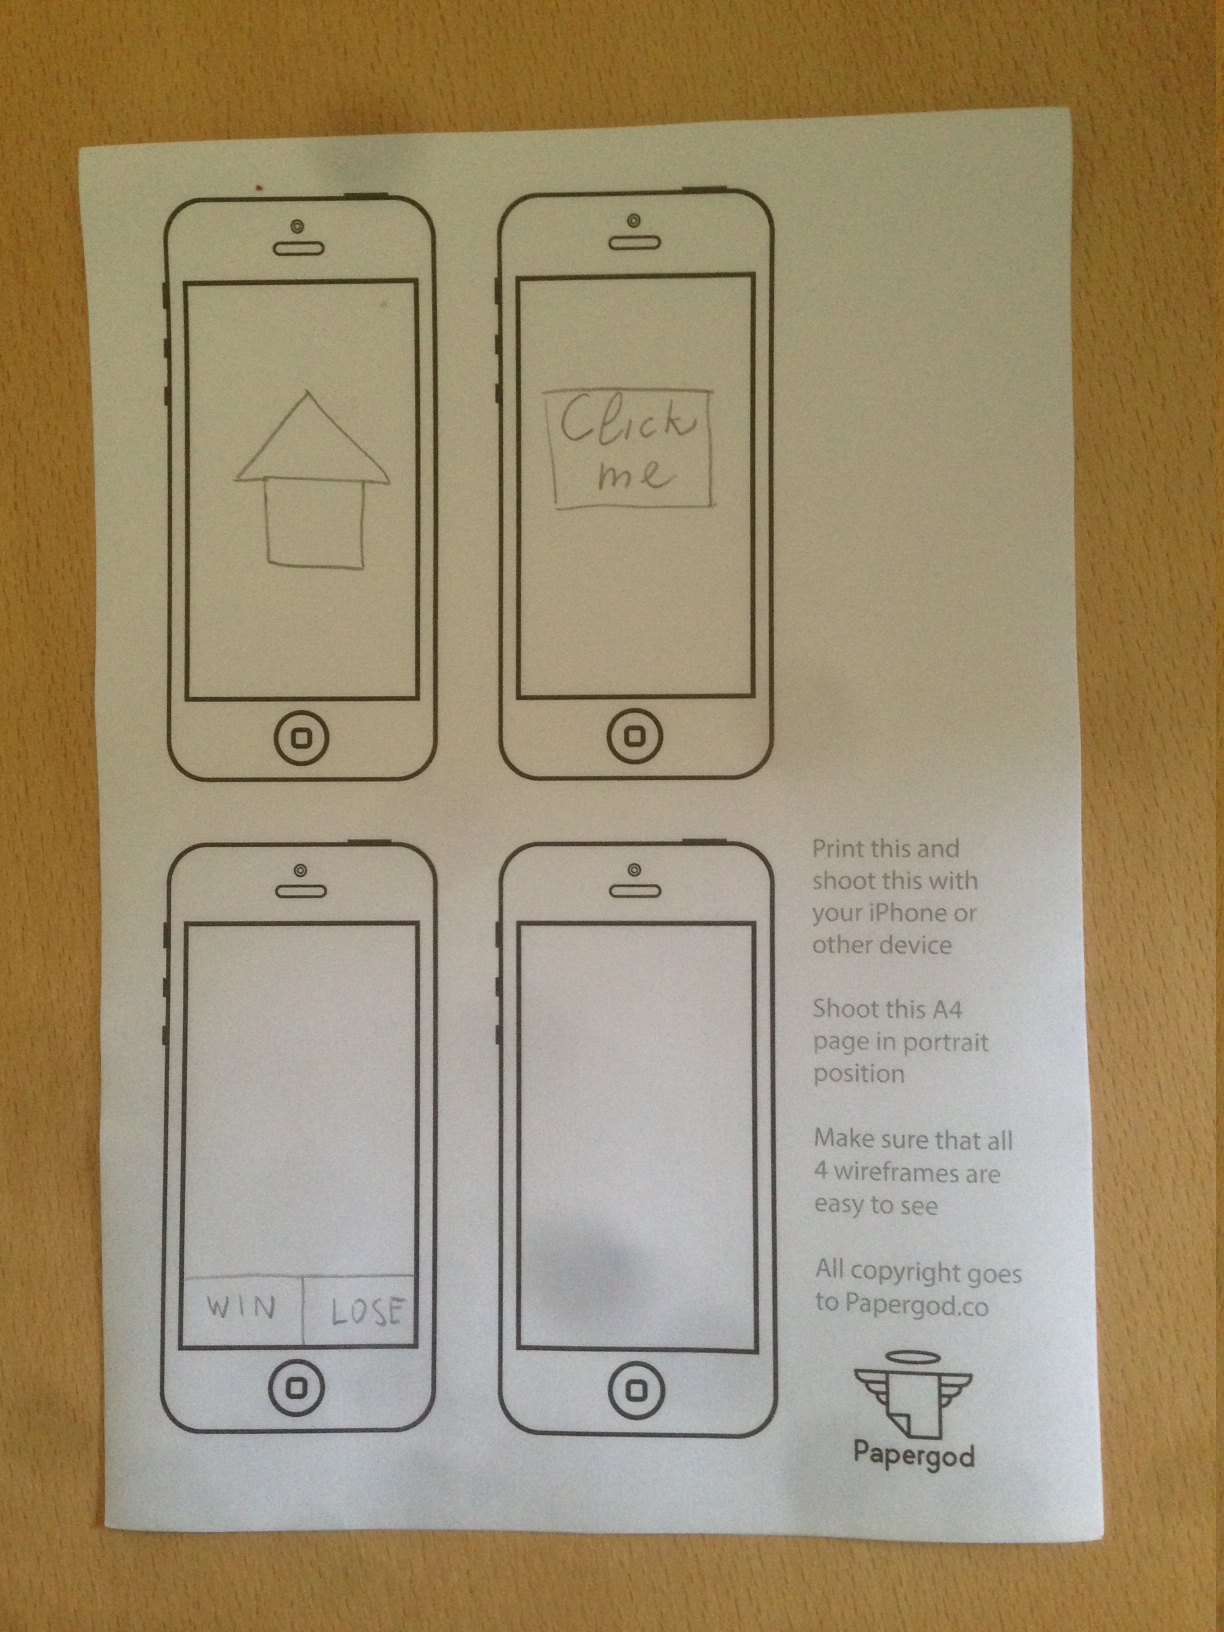 Click
me
WIN LOSE
Print this and
shoot this with
your iPhone or
other device
Shoot this A4
page in portrait
position
Make sure that all
4 wireframes are
easy to see
All copyright goes
to Papergod.co
Papergod